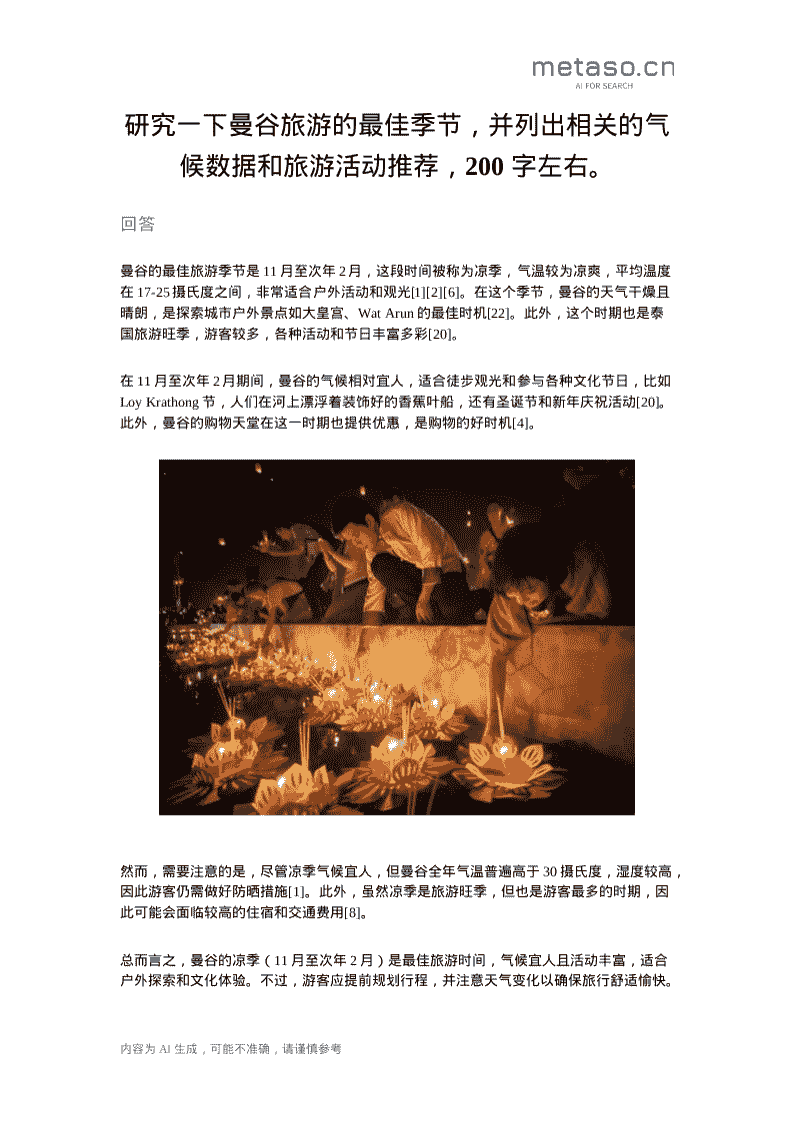 metaso.cn
AI FOR SEARCH
研究一下曼谷旅游的最佳季节，并列出相关的气
候数据和旅游活动推荐，200 字左右。
回答
曼谷的最佳旅游季节是 11 月至次年 2 月，这段时间被称为凉季，气温较为凉爽，平均温度
在 17-25 摄氏度之间，非常适合户外活动和观光[1][2][6]。在这个季节，曼谷的天气干燥且
晴朗，是探索城市户外景点如大皇宫、Wat Arun 的最佳时机[22]。此外，这个时期也是泰
国旅游旺季，游客较多，各种活动和节日丰富多彩[20]。
在 11 月至次年 2 月期间，曼谷的气候相对宜人，适合徒步观光和参与各种文化节日，比如
Loy Krathong 节，人们在河上漂浮着装饰好的香蕉叶船，还有圣诞节和新年庆祝活动[20]。
此外，曼谷的购物天堂在这一时期也提供优惠，是购物的好时机[4]。
然而，需要注意的是，尽管凉季气候宜人，但曼谷全年气温普遍高于 30 摄氏度，湿度较高，
因此游客仍需做好防晒措施[1]。此外，虽然凉季是旅游旺季，但也是游客最多的时期，因
此可能会面临较高的住宿和交通费用[8]。
总而言之，曼谷的凉季（11 月至次年 2 月）是最佳旅游时间，气候宜人且活动丰富，适合
户外探索和文化体验。不过，游客应提前规划行程，并注意天气变化以确保旅行舒适愉快。
内容为 AI 生成，可能不准确，请谨慎参考